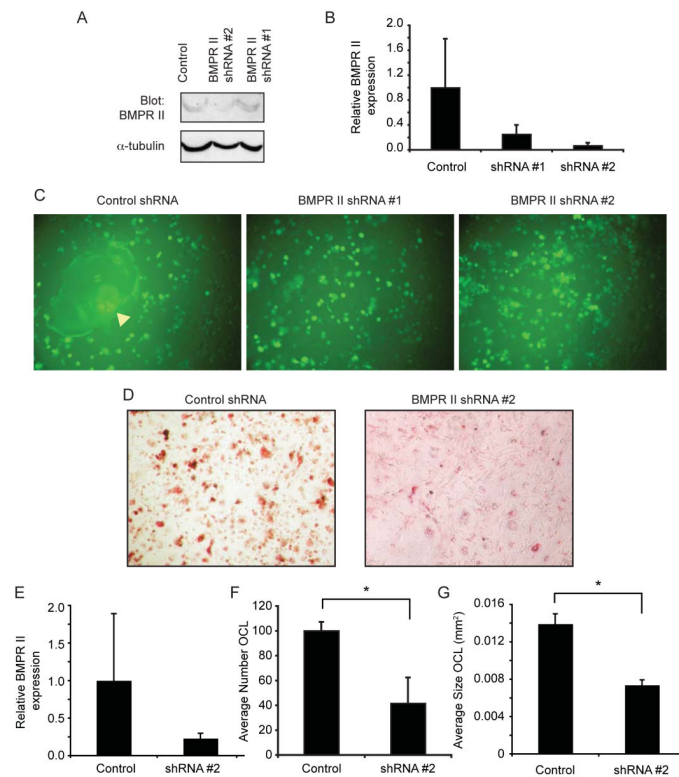 A
Control
BMPR II
shRNA #2
BMPR II
shRNA #1
Blot:
BMPR II
α-tubulin
B
Relative BMPR II
expression
2.0
1.6
1.2
0.8
0.4
0.0
Control
shRNA #1
shRNA #2
C
Control shRNA
BMPR II shRNA #1
BMPR II shRNA #2
D
Control shRNA
BMPR II shRNA #2
E
Relative BMPR II
expression
2.0
1.5
1.0
0.5
0.0
Control
shRNA #2
F
Average Number OCL
120
100
80
60
40
20
0
*
Control
shRNA #2
G
Average Size OCL (mm²)
0.016
0.012
0.008
0.004
0
*
Control
shRNA #2